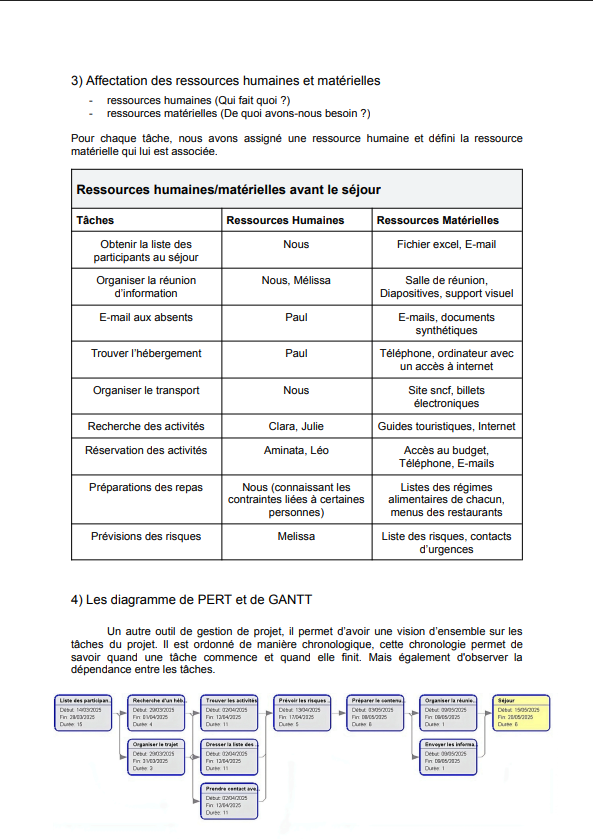 3) Affectation des ressources humaines et matérielles
- ressources humaines (Qui fait quoi ?)
- ressources matérielles (De quoi avons-nous besoin ?)
Pour chaque tâche, nous avons assigné une ressource humaine et défini la ressource
matérielle qui lui est associée.
Ressources humaines/matérielles avant le séjour
Tâches Ressources Humaines Ressources Matérielles
Obtenir la liste des
participants au séjour
Nous
Fichier excel, E-mail
Organiser la réunion
d'information
Nous, Mélissa
Salle de réunion,
Diapositives, support visuel
E-mail aux absents
Paul
E-mails, documents
synthétiques
Trouver l'hébergement
Paul
Téléphone, ordinateur avec
un accès à internet
Organiser le transport
Nous
Site sncf, billets
électroniques
Recherche des activités
Clara, Julie
Guides touristiques, Internet
Réservation des activités
Aminata, Léo
Accès au budget,
Téléphone, E-mails
Préparations des repas
Nous (connaissant les
contraintes liées à certaines
personnes)
Listes des régimes
alimentaires de chacun,
menus des restaurants
Prévisions des risques
Melissa
Liste des risques, contacts
d'urgences
4) Les diagramme de PERT et de GANTT
Un autre outil de gestion de projet, il permet d'avoir une vision d'ensemble sur les
tâches du projet. Il est ordonné de manière chronologique, cette chronologie permet de
savoir quand une tâche commence et quand elle finit. Mais également d'observer la
dépendance entre les tâches.
Liste des participan...
Début: 14/03/2025
Fin: 28/03/2025
Durée: 15
Recherche d'un héb...
Début: 29/03/2025
Fin: 01/04/2025
Durée: 4
Trouver les activités
Début: 02/04/2025
Fin: 12/04/2025
Durée: 11
Prévoir les risques...
Début: 13/04/2025
Fin: 17/04/2025
Durée: 5
Préparer le contenu...
Début: 03/05/2025
Fin: 08/05/2025
Durée: 6
Organiser la réunio...
Début: 09/05/2025
Fin: 09/05/2025
Durée: 1
Séjour
Début: 15/05/2025
Fin: 20/05/2025
Durée: 6
Organiser le trajet
Début: 29/03/2025
Fin: 31/03/2025
Durée: 3
Dresser la liste des...
Début: 02/04/2025
Fin: 12/04/2025
Durée: 11
Envoyer les informa...
Début: 09/05/2025
Fin: 09/05/2025
Durée: 1
Prendre contact ave...
Début: 02/04/2025
Fin: 12/04/2025
Durée: 11